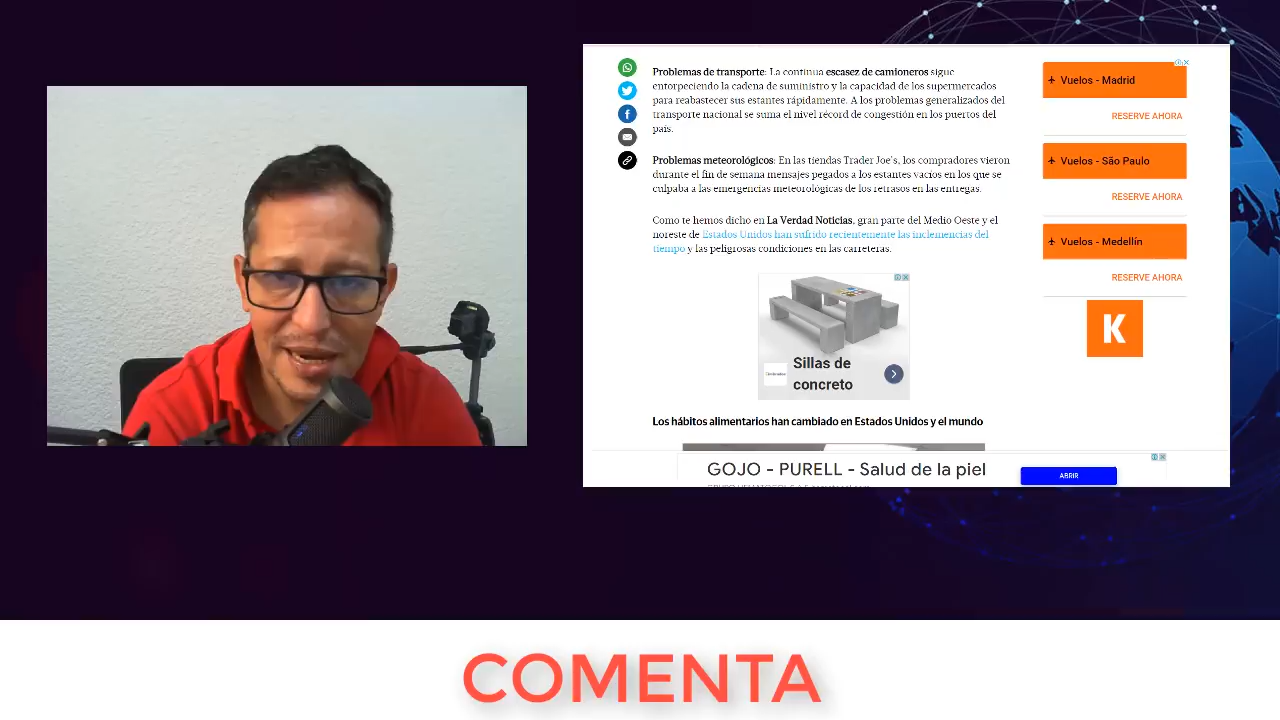 Problemas de transporte: La continua escasez de camioneros sigue
entorpeciendo la cadena de suministro y la capacidad de los supermercados
para reabastecer sus estantes rápidamente. A los problemas generalizados del
transporte nacional se suma el nivel récord de congestión en los puertos del
país.
Problemas meteorológicos: En las tiendas Trader Joe's, los compradores vieron
durante el fin de semana mensajes pegados a los estantes vacíos en los que se
culpaba a las emergencias meteorológicas de los retrasos en las entregas.
Como te hemos dicho en La Verdad Noticias, gran parte del Medio Oeste y el
noreste de Estados Unidos han sufrido recientemente las inclemencias del
tiempo y las peligrosas condiciones en las carreteras.
Sillas de
concreto
Los hábitos alimentarios han cambiado en Estados Unidos y el mundo
Vuelos - Madrid
RESERVE AHORA
Vuelos - São Paulo
RESERVE AHORA
Vuelos - Medellín
RESERVE AHORA
K
GOJO - PURELL - Salud de la piel
ABRIR
COMENTA